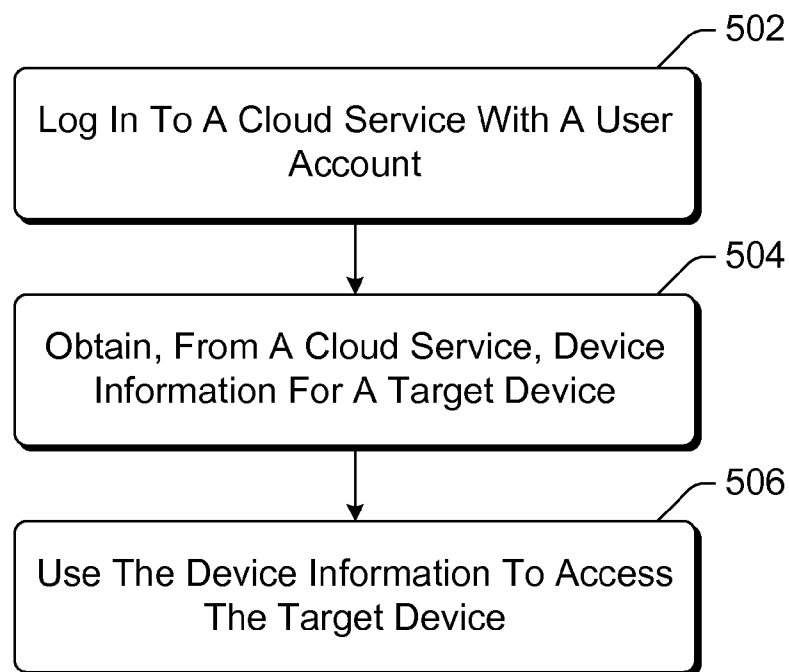 502
Log In To A Cloud Service With A User
Account
504
Obtain, From A Cloud Service, Device
Information For A Target Device
506
Use The Device Information To Access
The Target Device